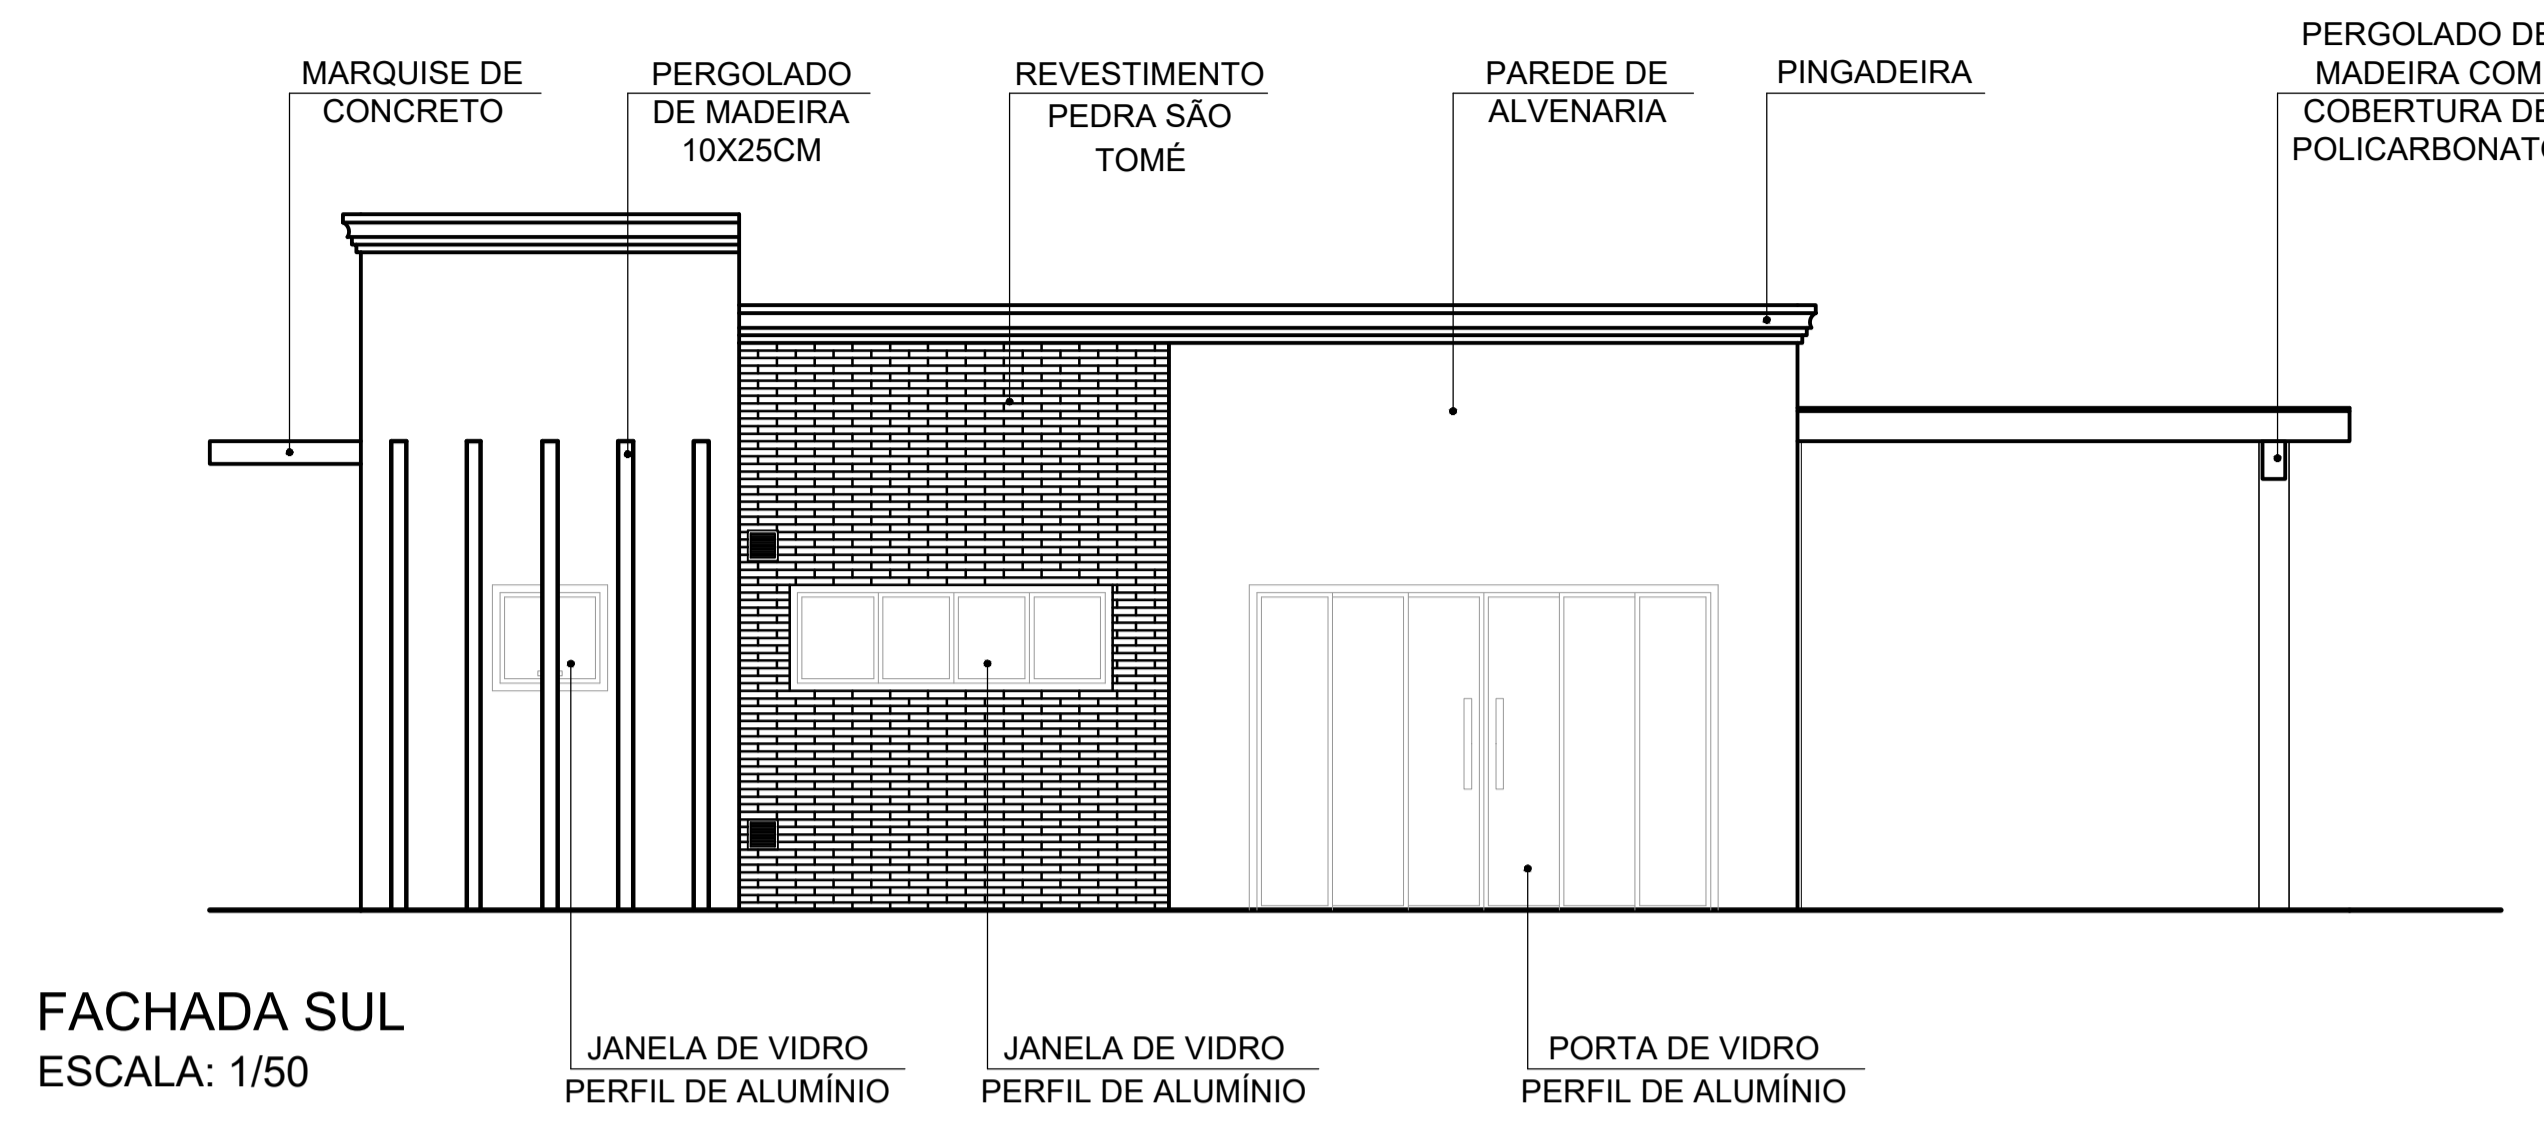 MARQUISE DE
CONCRETO
PERGOLADO
DE MADEIRA
10X25CM
REVESTIMENTO
PEDRA SÃO
TOMÉ
PAREDE DE
ALVENARIA
PINGADEIRA
PERGOLADO DE
MADEIRA COM
COBERTURA DE
POLICARBONATO
FACHADA SUL
ESCALA: 1/50
JANELA DE VIDRO
PERFIL DE ALUMÍNIO
JANELA DE VIDRO
PERFIL DE ALUMÍNIO
PORTA DE VIDRO
PERFIL DE ALUMÍNIO